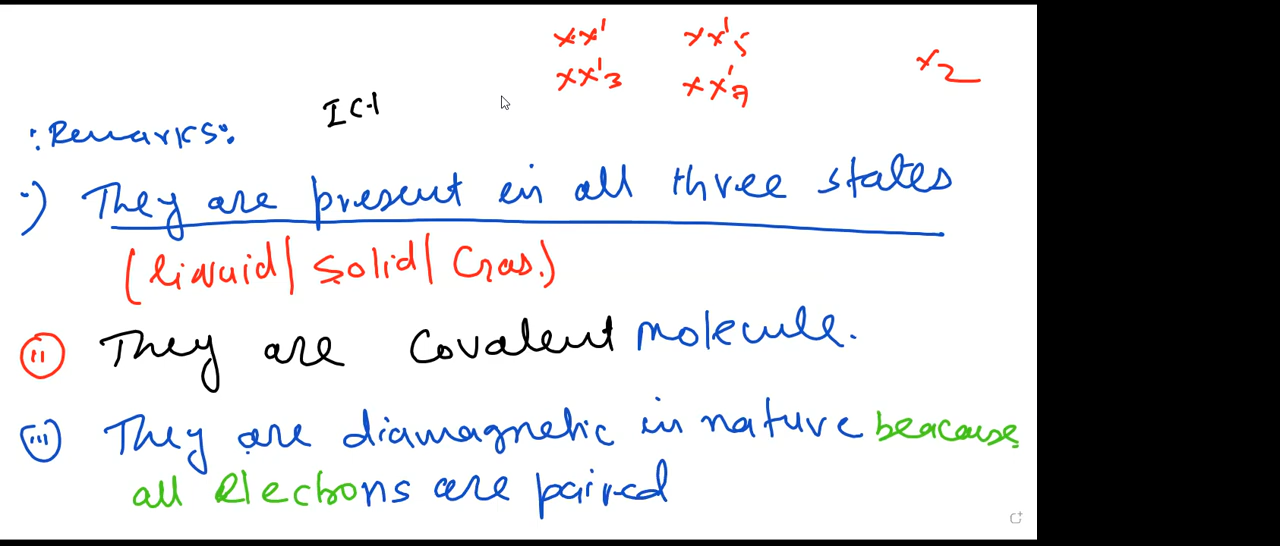 XX' XX'5 X2
XX'3 XX'7
ICl
:Remarks:
i) They are present in all three states
(liquid/ Solid/ Gas.)
(ii) They are Covalent molecule.
(iii) They are diamagnetic in nature beacause
all Electrons are paired